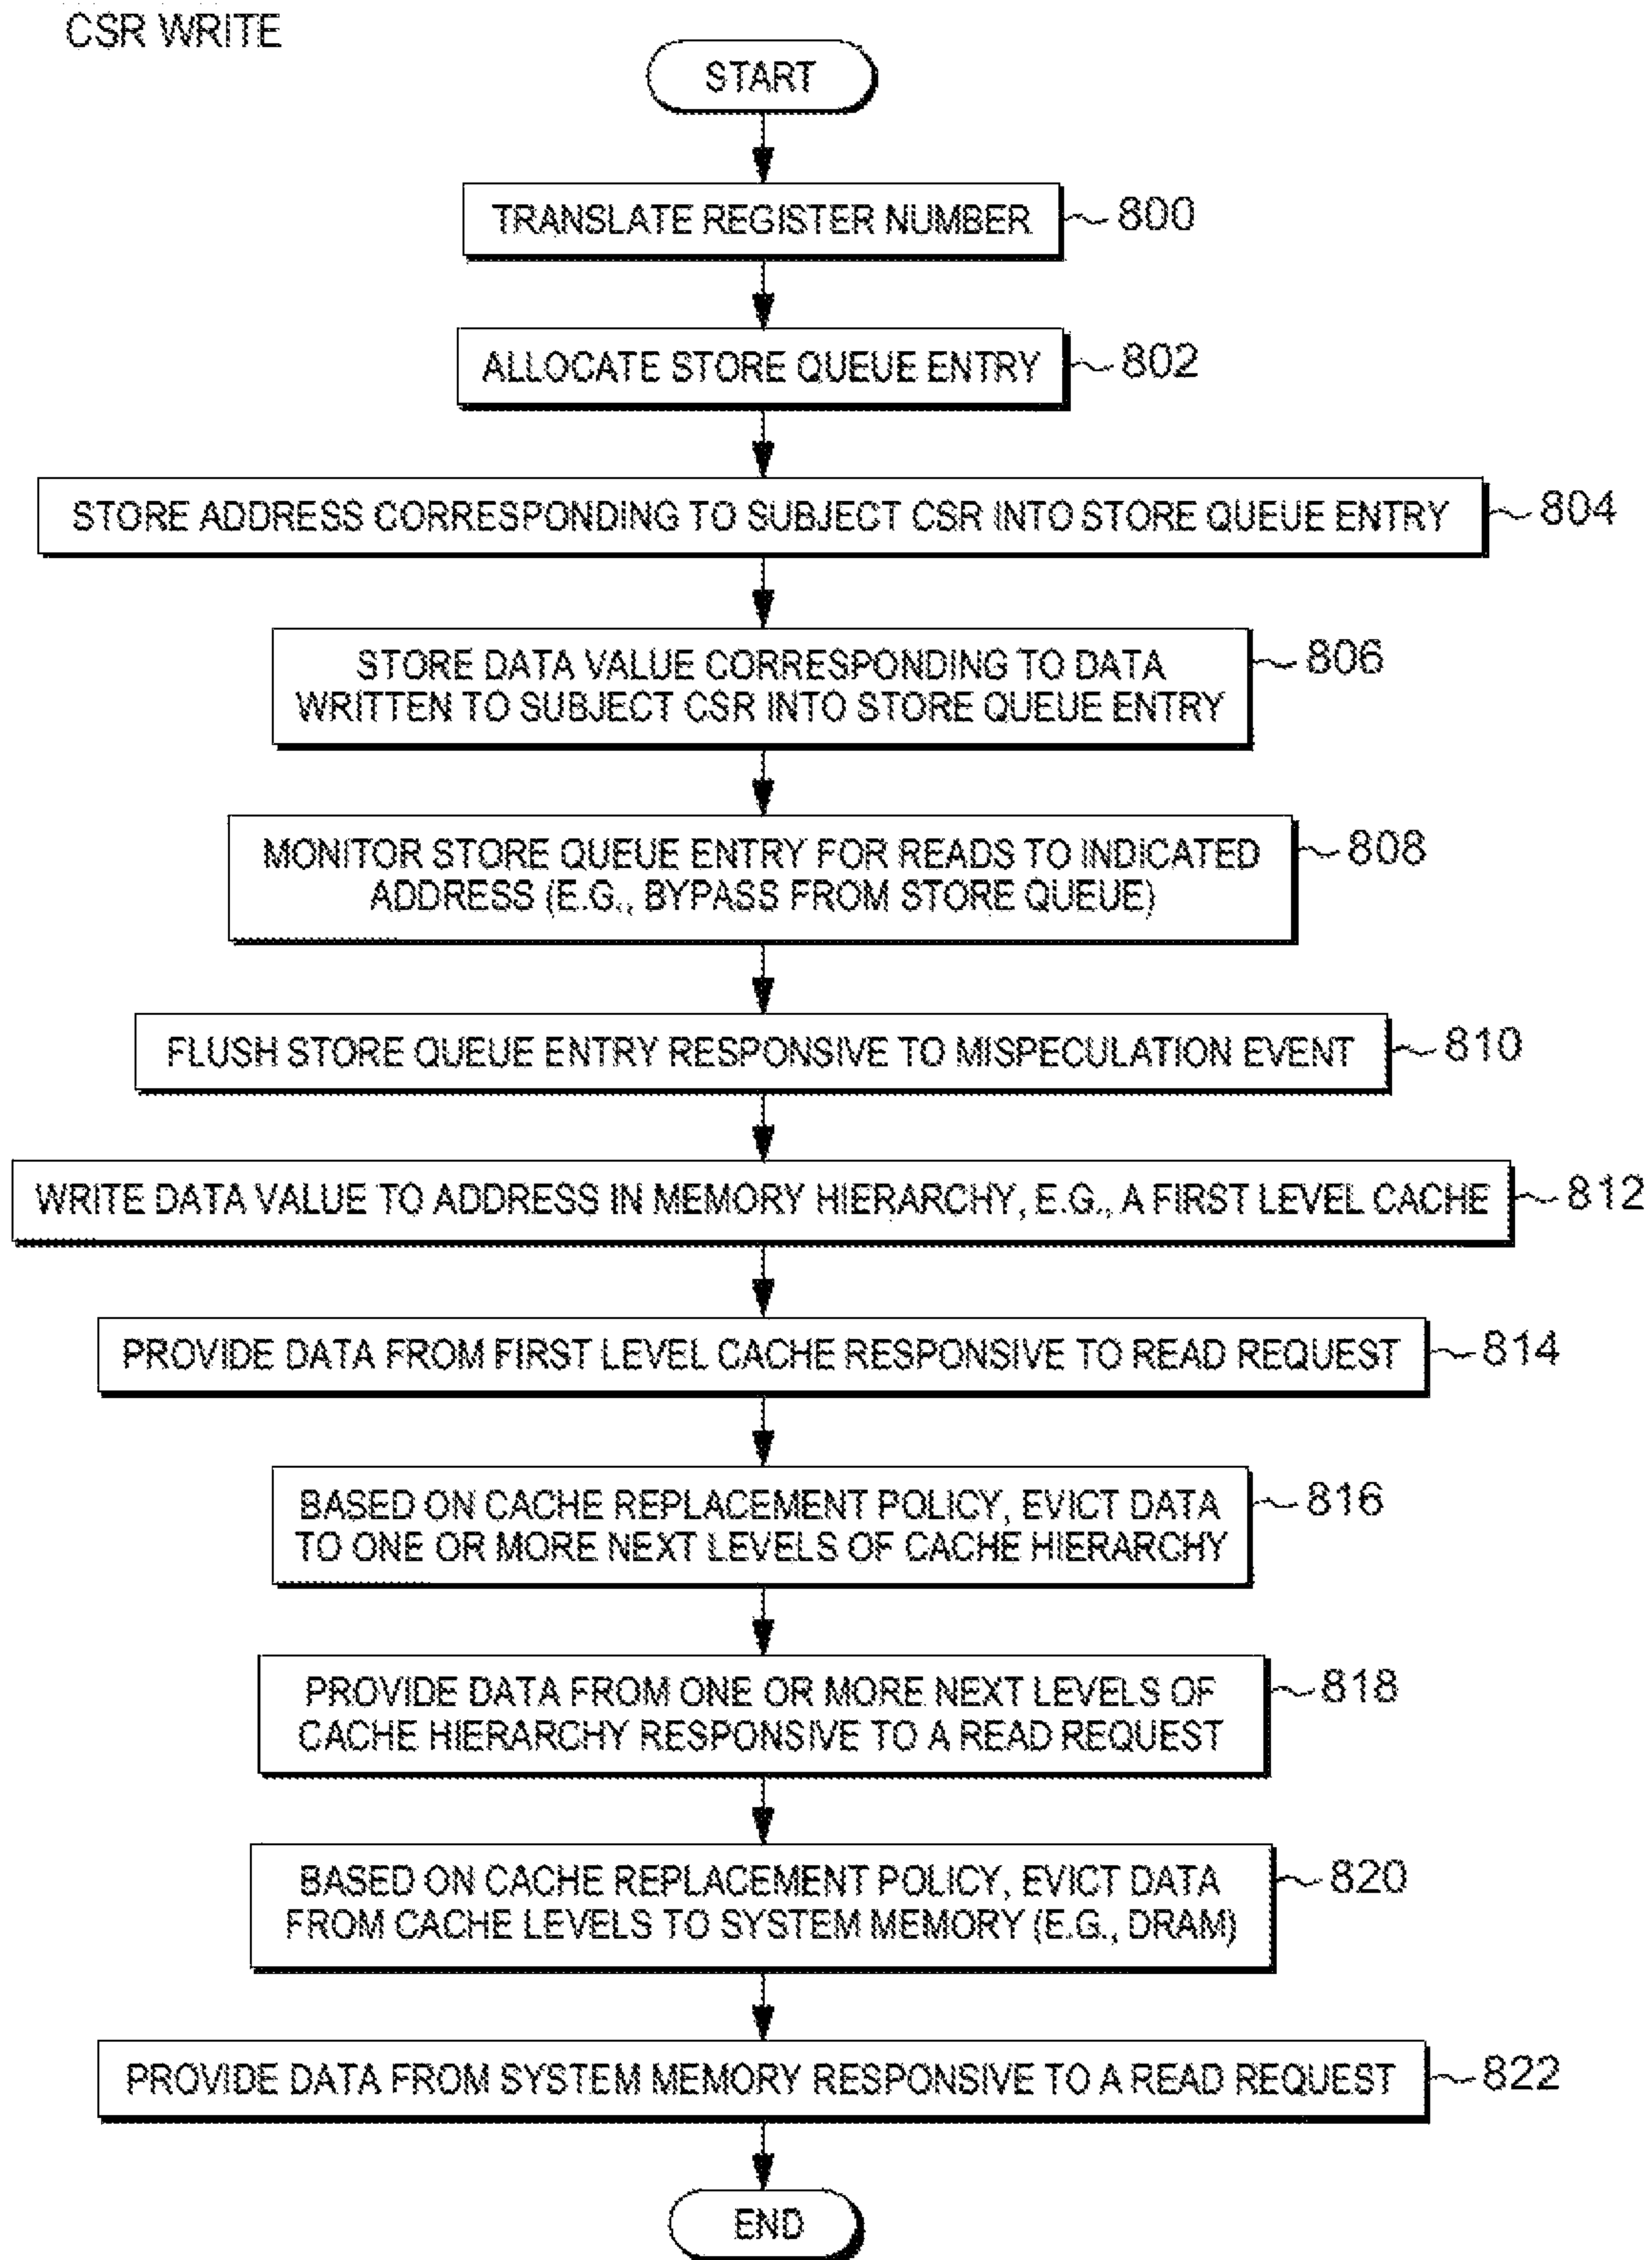 CSR WRITE
START
TRANSLATE REGISTER NUMBER
800
ALLOCATE STORE QUEUE ENTRY
802
STORE ADDRESS CORRESPONDING TO SUBJECT CSR INTO STORE QUEUE ENTRY
804
STORE DATA VALUE CORRESPONDING TO DATA
WRITTEN TO SUBJECT CSR INTO STORE QUEUE ENTRY
806
MONITOR STORE QUEUE ENTRY FOR READS TO INDICATED
ADDRESS (E.G., BYPASS FROM STORE QUEUE)
808
FLUSH STORE QUEUE ENTRY RESPONSIVE TO MISPECULATION EVENT
810
WRITE DATA VALUE TO ADDRESS IN MEMORY HIERARCHY, E.G., A FIRST LEVEL CACHE
812
PROVIDE DATA FROM FIRST LEVEL CACHE RESPONSIVE TO READ REQUEST
814
BASED ON CACHE REPLACEMENT POLICY, EVICT DATA
TO ONE OR MORE NEXT LEVELS OF CACHE HIERARCHY
816
PROVIDE DATA FROM ONE OR MORE NEXT LEVELS OF
CACHE HIERARCHY RESPONSIVE TO A READ REQUEST
818
BASED ON CACHE REPLACEMENT POLICY, EVICT DATA
FROM CACHE LEVELS TO SYSTEM MEMORY (E.G., DRAM)
820
PROVIDE DATA FROM SYSTEM MEMORY RESPONSIVE TO A READ REQUEST
822
END